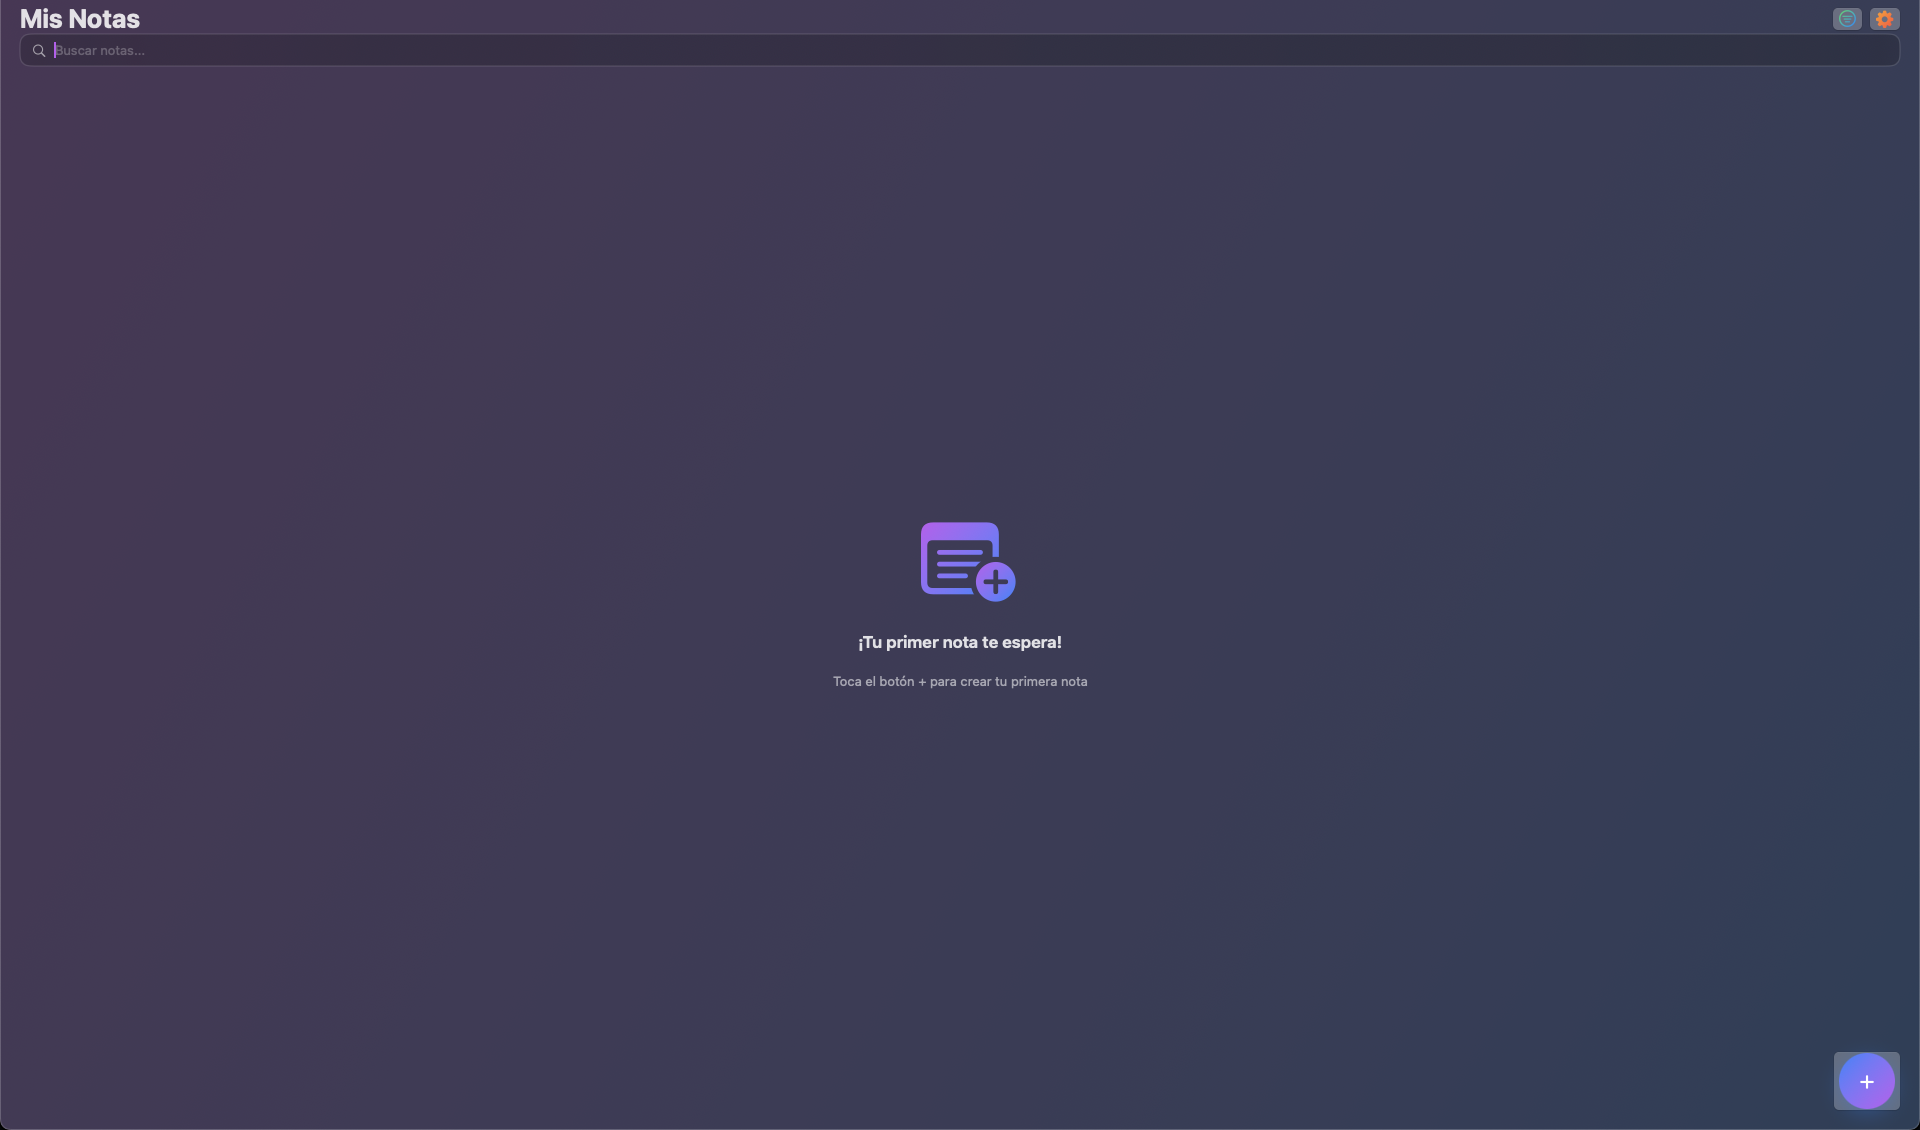 Mis Notas
Buscar notas...
¡Tu primer nota te espera!
Toca el botón + para crear tu primera nota
+